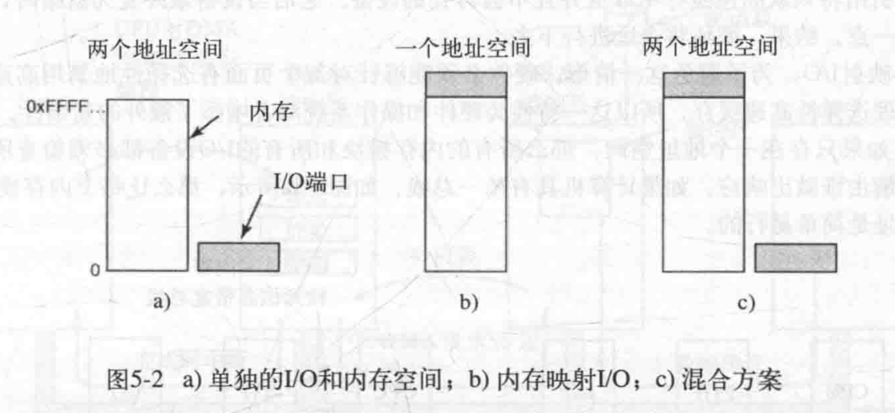 两个地址空间
一个地址空间
两个地址空间
0xFFFF…
内存
I/O端口
0
a)
b)
c)
图5-2 a) 单独的I/O和内存空间；b) 内存映射I/O；c) 混合方案